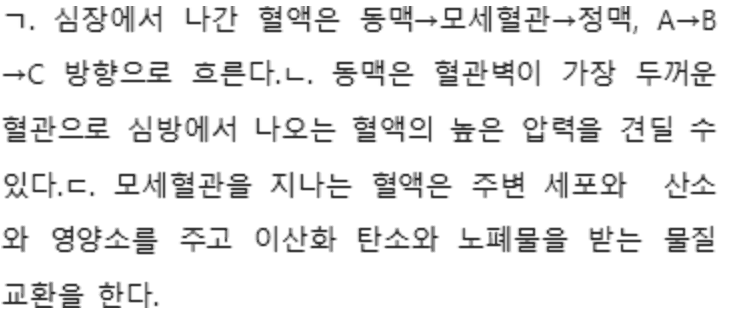 ㄱ. 심장에서 나간 혈액은 동맥→모세혈관→정맥, A→B
→C 방향으로 흐른다.ㄴ. 동맥은 혈관벽이 가장 두꺼운
혈관으로 심방에서 나오는 혈액의 높은 압력을 견딜 수
있다.ㄷ. 모세혈관을 지나는 혈액은 주변 세포와 산소
와 영양소를 주고 이산화 탄소와 노폐물을 받는 물질
교환을 한다.